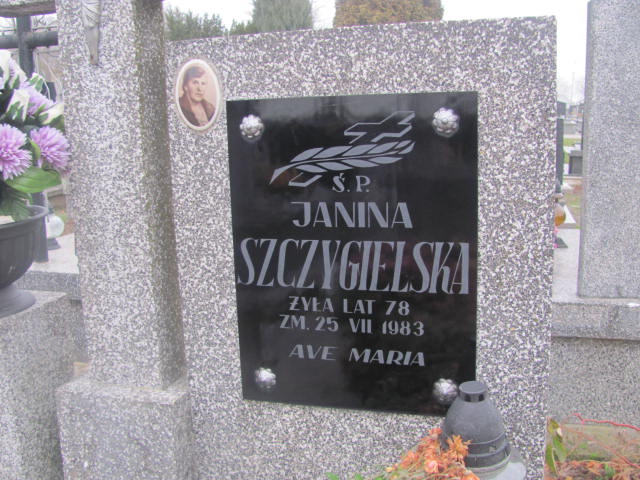 Ś. P.
JANINA
SZCZYGIELSKA
ŻYŁA LAT 78
ZM. 25 VII 1983
AVE MARIA